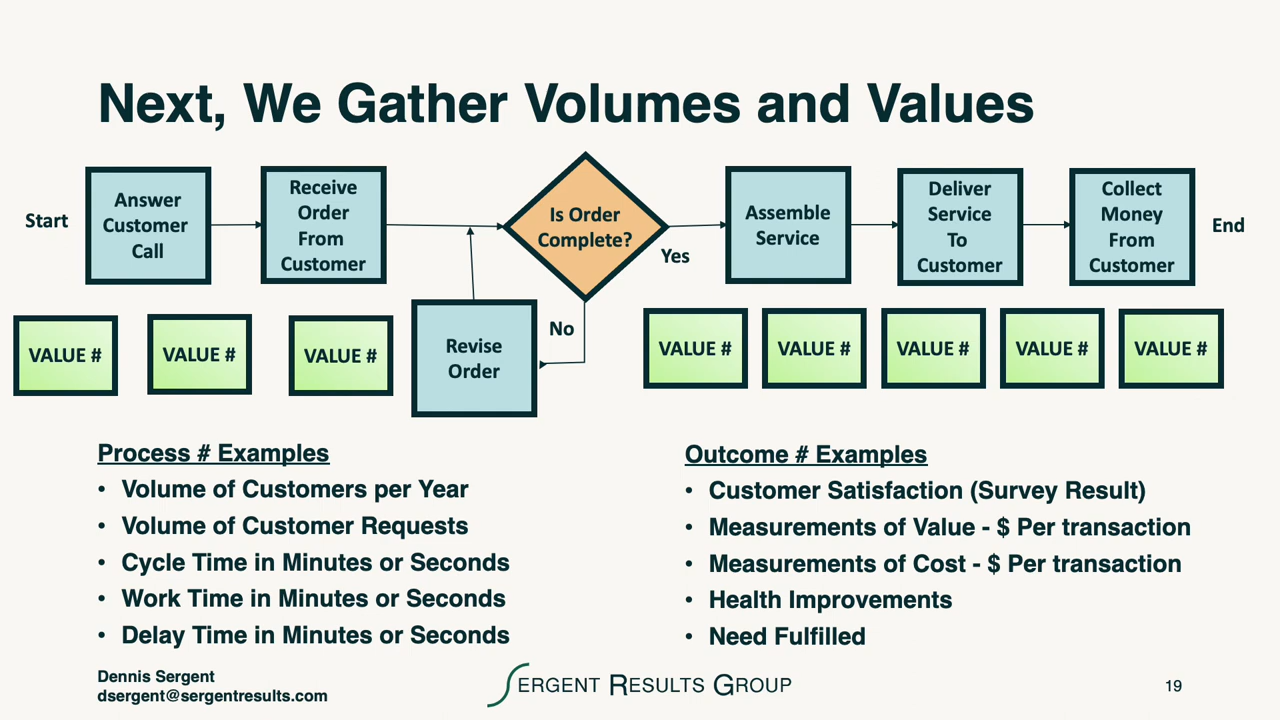 Next, We Gather Volumes and Values
Start
Answer
Customer
Call
Receive
Order
From
Customer
Is Order
Complete?
Yes
No
Revise
Order
Assemble
Service
Deliver
Service
To
Customer
Collect
Money
From
Customer
End
VALUE #
VALUE #
VALUE #
VALUE #
VALUE #
VALUE #
VALUE #
VALUE #
Process # Examples
• Volume of Customers per Year
• Volume of Customer Requests
• Cycle Time in Minutes or Seconds
• Work Time in Minutes or Seconds
• Delay Time in Minutes or Seconds
Outcome # Examples
• Customer Satisfaction (Survey Result)
• Measurements of Value - $ Per transaction
• Measurements of Cost - $ Per transaction
• Health Improvements
• Need Fulfilled
Dennis Sergent
dsergent@sergentresults.com
SERGENT RESULTS GROUP
19